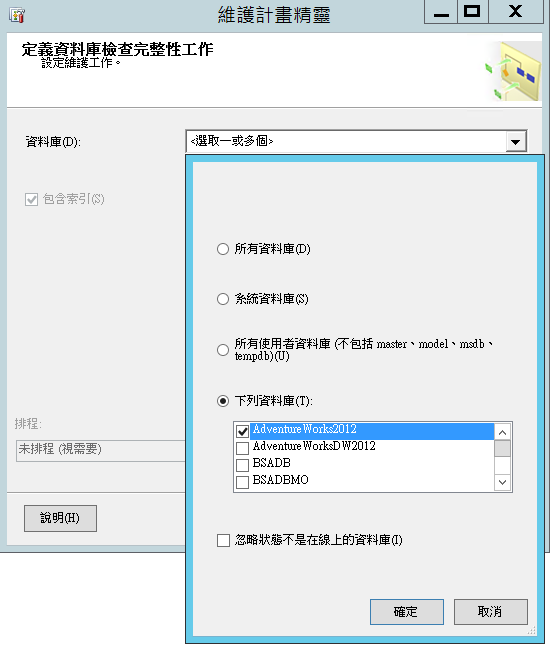 維護計畫精靈
定義資料庫檢查完整性工作
設定維護工作。
資料庫(D):
<選取一或多個>
包含索引(S)
所有資料庫(D)
系統資料庫(S)
所有使用者資料庫 (不包括 master、model、msdb、
tempdb)(U)
下列資料庫(T):
AdventureWorks2012
AdventureWorksDW2012
BSADB
BSADBMO
排程:
未排程 (視需要)
忽略狀態不是在線上的資料庫(I)
說明(H)
確定
取消